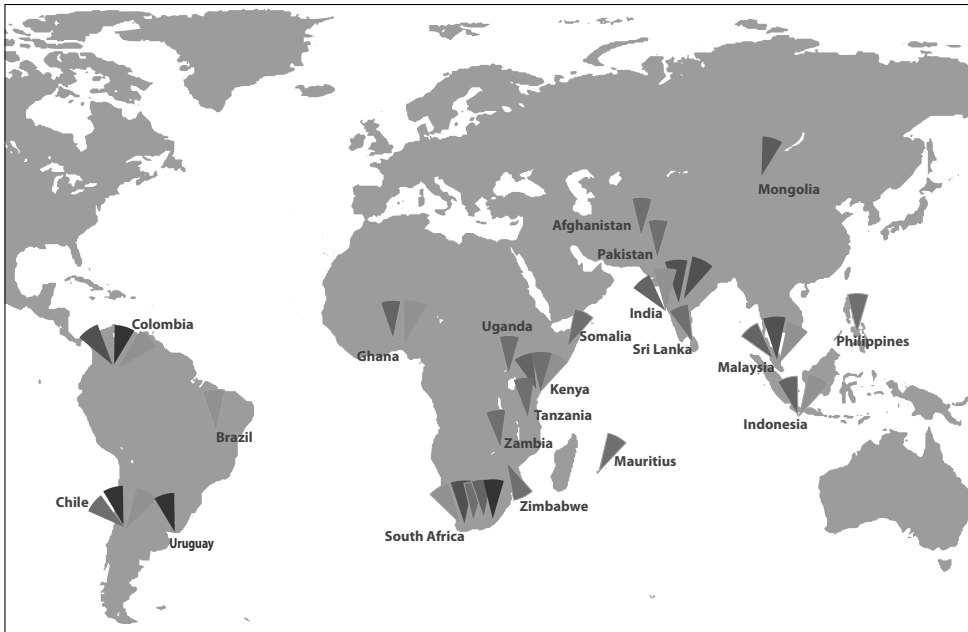 Mongolia
Afghanistan
Pakistan
India
Sri Lanka
Colombia
Ghana
Uganda
Somalia
Philippines
Malaysia
Kenya
Indonesia
Tanzania
Brazil
Zambia
Mauritius
Chile
Zimbabwe
South Africa
Uruguay